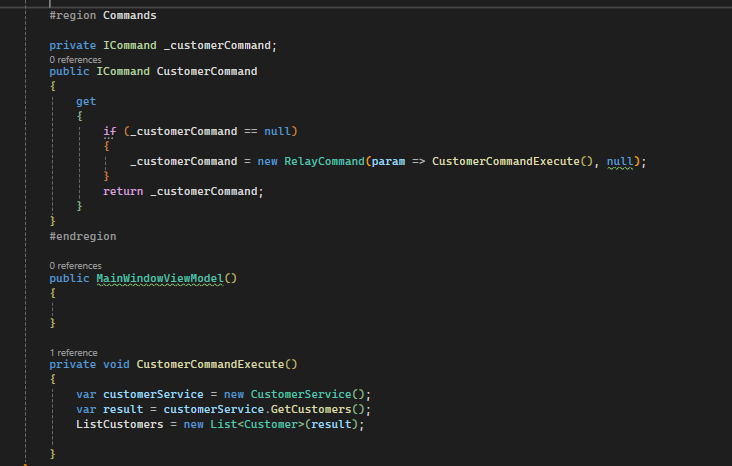 #region Commands
private ICommand _customerCommand;
0 references
public ICommand CustomerCommand
{
get
{
if (_customerCommand == null)
{
_customerCommand = new RelayCommand(param => CustomerCommandExecute(), null);
}
return _customerCommand;
}
}
#endregion
0 references
public MainWindowViewModel()
{
}
1 reference
private void CustomerCommandExecute()
{
var customerService = new CustomerService();
var result = customerService.GetCustomers();
ListCustomers = new List<Customer>(result);
}